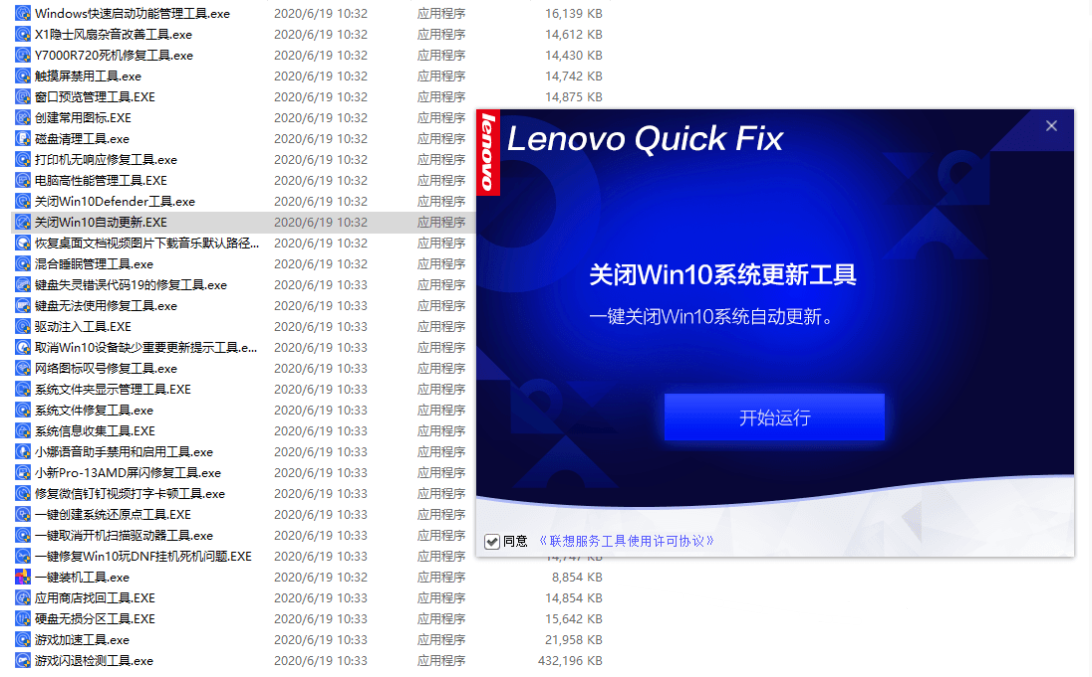 Windows快速启动功能管理工具.exe 2020/6/19 10:32 应用程序 16,139 KB
X1隐士风扇杂音改善工具.exe 2020/6/19 10:32 应用程序 14,612 KB
Y7000R720死机修复工具.exe 2020/6/19 10:32 应用程序 14,430 KB
触摸屏禁用工具.exe 2020/6/19 10:32 应用程序 14,742 KB
窗口预览管理工具.EXE 2020/6/19 10:32 应用程序 14,875 KB
创建常用图标.EXE 2020/6/19 10:32 应用程序
磁盘清理工具.exe 2020/6/19 10:32 应用程序
打印机无响应修复工具.exe 2020/6/19 10:32 应用程序
电脑高性能管理工具.EXE 2020/6/19 10:32 应用程序
关闭Win10Defender工具.exe 2020/6/19 10:32 应用程序
关闭Win10自动更新.EXE 2020/6/19 10:32 应用程序
恢复桌面文档视频图片下载音乐默认路径... 2020/6/19 10:32 应用程序
混合睡眠管理工具.exe 2020/6/19 10:32 应用程序
键盘失灵错误代码19的修复工具.exe 2020/6/19 10:32 应用程序
键盘无法使用修复工具.exe 2020/6/19 10:33 应用程序
驱动注入工具.EXE 2020/6/19 10:33 应用程序
取消Win10设备缺少重要更新提示工具.e... 2020/6/19 10:33 应用程序
网络图标叹号修复工具.exe 2020/6/19 10:33 应用程序
系统文件夹显示管理工具.EXE 2020/6/19 10:33 应用程序
系统文件修复工具.exe 2020/6/19 10:33 应用程序
系统信息收集工具.EXE 2020/6/19 10:33 应用程序
小娜语音助手禁用和启用工具.exe 2020/6/19 10:33 应用程序
小新Pro-13AMD屏闪修复工具.exe 2020/6/19 10:33 应用程序
修复微信钉钉视频打字卡顿工具.exe 2020/6/19 10:33 应用程序
一键创建系统还原点工具.EXE 2020/6/19 10:33 应用程序
一键取消开机扫描驱动器工具.exe 2020/6/19 10:33 应用程序
一键修复Win10玩DNF挂机死机问题.EXE 2020/6/19 10:33 应用程序 14,747 KB
一键装机工具.exe 2020/6/19 10:32 应用程序 8,854 KB
应用商店找回工具.EXE 2020/6/19 10:33 应用程序 14,854 KB
硬盘无损分区工具.EXE 2020/6/19 10:33 应用程序 15,642 KB
游戏加速工具.exe 2020/6/19 10:33 应用程序 21,958 KB
游戏闪退检测工具.exe 2020/6/19 10:33 应用程序 432,196 KB
lenovo
Lenovo Quick Fix
关闭Win10系统更新工具
一键关闭Win10系统自动更新。
开始运行
同意 《联想服务工具使用许可协议》